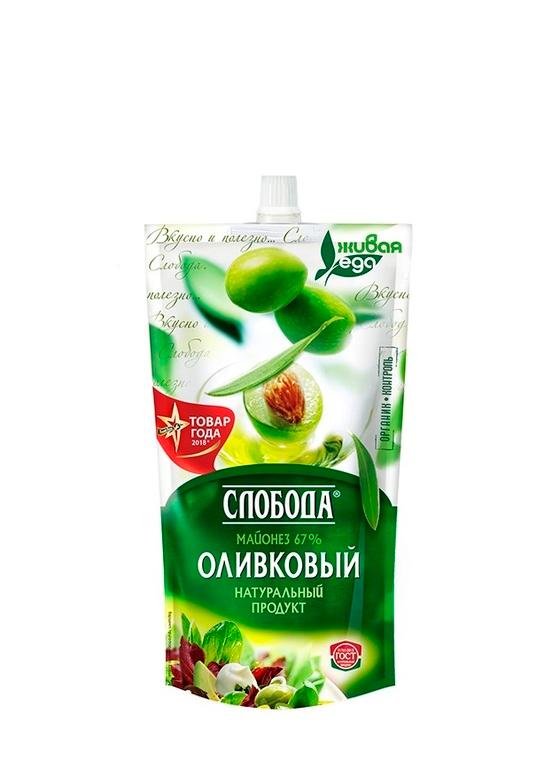 Вкусно и полезно... Сл
Слобода.
полезно...
Вкусно
Вкусно и
Слобода
живая
еда
ОРГАНИК • КОНТРОЛЬ
ТОВАР
ГОДА
2018*
СЛОБОДА®
МАЙОНЕЗ 67%
ОЛИВКОВЫЙ
НАТУРАЛЬНЫЙ
ПРОДУКТ
ГОСТ